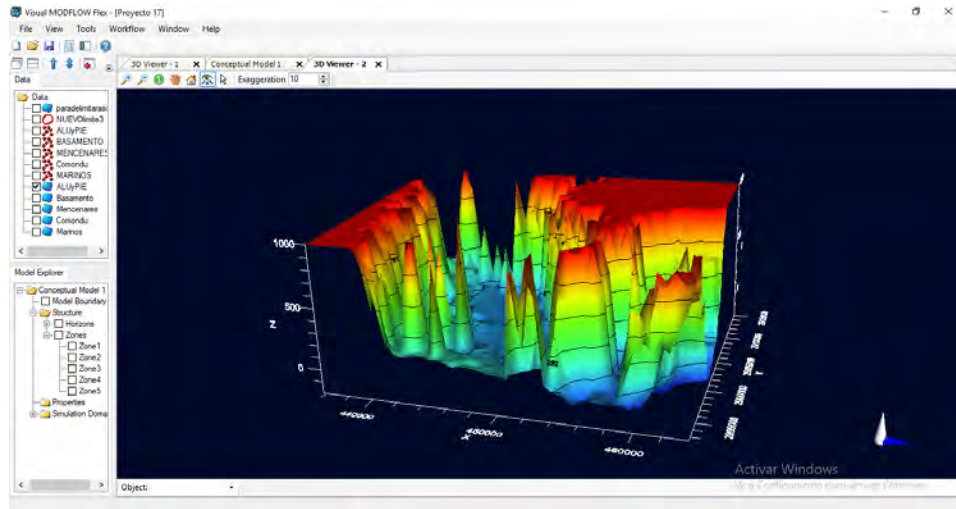 Visual MODFLOW Flex - [Proyecto 17]
File View Tools Workflow Window Help
3D Viewer - 1 Conceptual Model 1 3D Viewer - 2
Data
Exaggeration 10
Data
NUEVOlimite3
ALUyPIE
BASAMENTO
MENCENARES
Comondu
MARINOS
ALUyPIE
Basamento
Mencenares
Comondu
Marinos
Model Explorer
Conceptual Model 1
Model Boundary
Structure
Horizons
Zones
Zone1
Zone2
Zone3
Zone4
Zone5
Properties
Simulation Doma
1000
500
Z
0
440000
X
460000
Y
Activar Windows
Object: